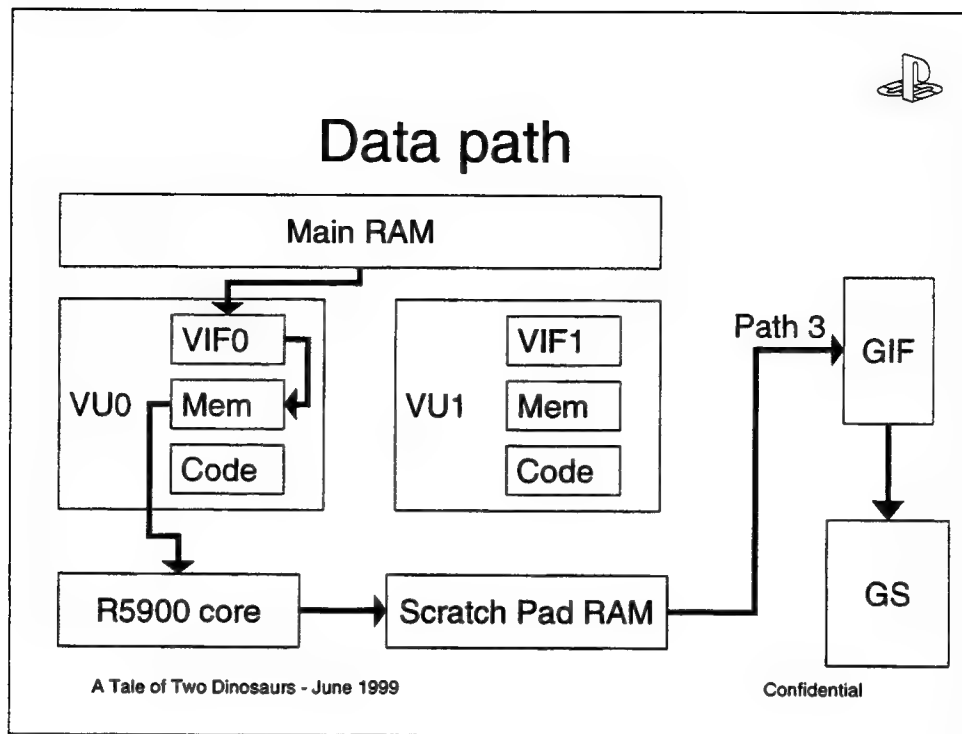 Data path
Main RAM
VIF0
VU0
Mem
Code
VIF1
VU1
Mem
Code
Path 3
GIF
R5900 core
Scratch Pad RAM
GS
A Tale of Two Dinosaurs - June 1999
Confidential